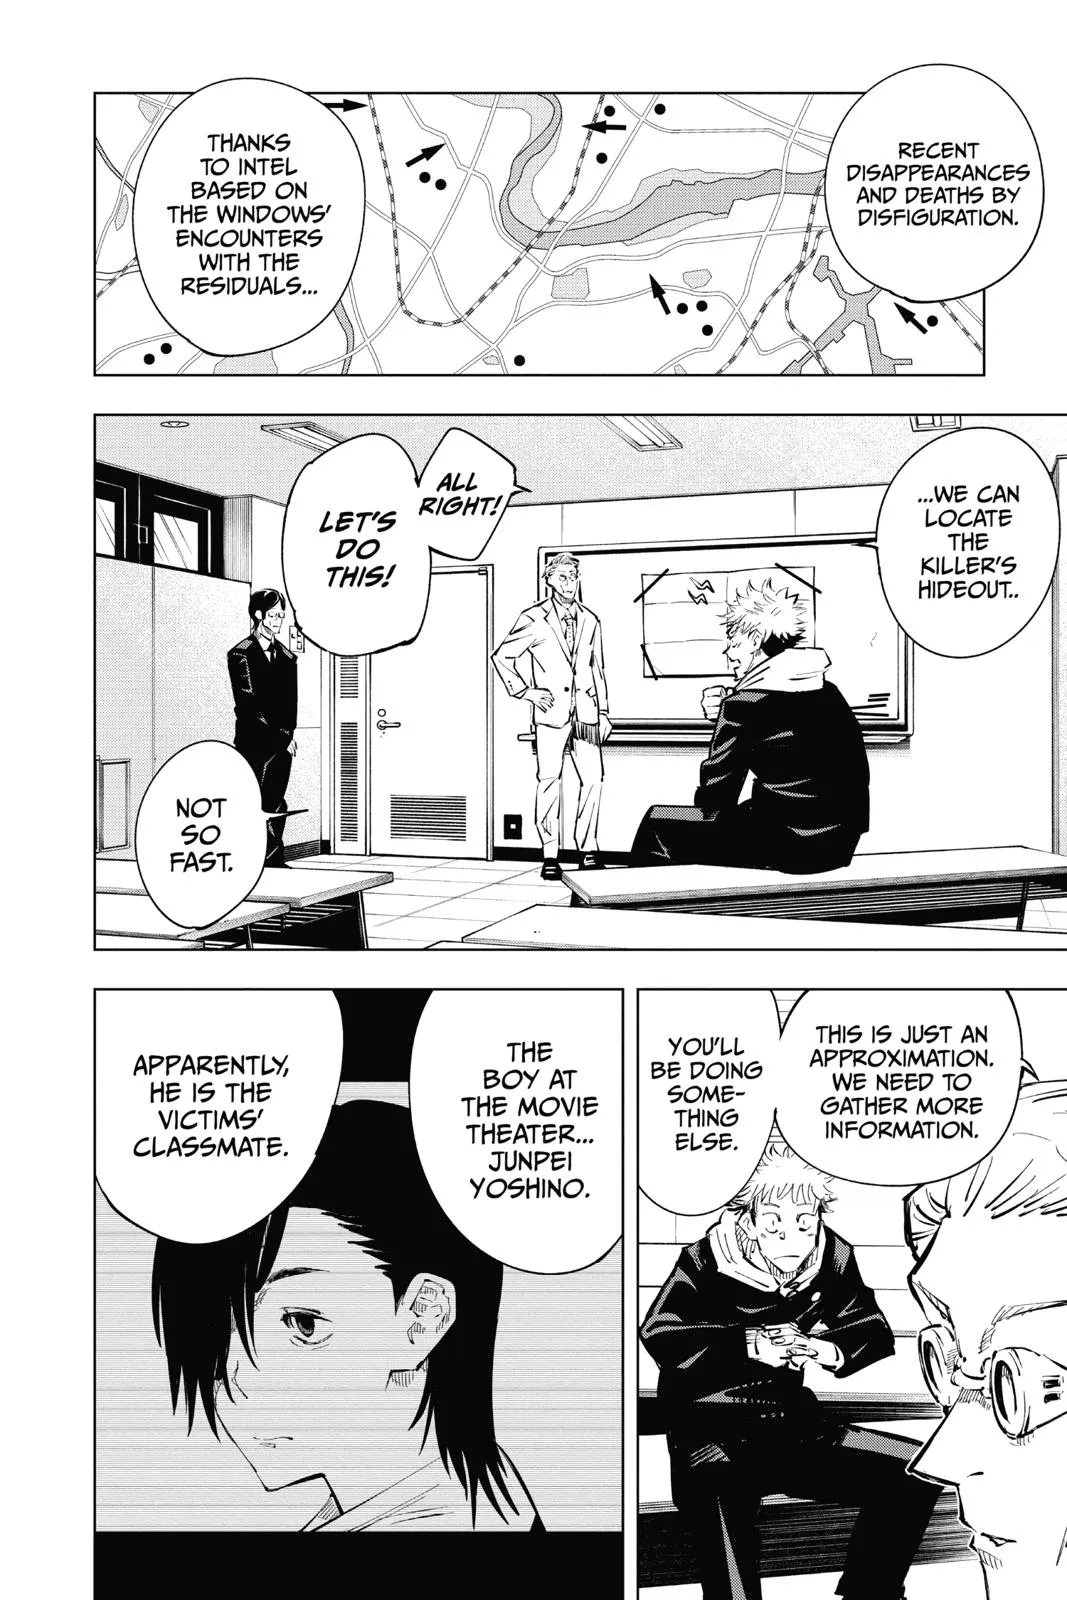 RECENT
DISAPPEARANCES
AND DEATHS BY
DISFIGURATION.
THANKS
TO INTEL
BASED ON
THE WINDOWS'
ENCOUNTERS
WITH THE
RESIDUALS...
...WE CAN
LOCATE
THE
KILLER'S
HIDEOUT..
ALL
RIGHT!
LET'S
DO
THIS!
NOT
SO
FAST.
THIS IS JUST AN
APPROXIMATION.
WE NEED TO
GATHER MORE
INFORMATION.
YOU'LL
BE DOING
SOME-
THING
ELSE.
THE
BOY AT
THE MOVIE
THEATER...
JUNPEI
YOSHINO.
APPARENTLY,
HE IS THE
VICTIMS'
CLASSMATE.